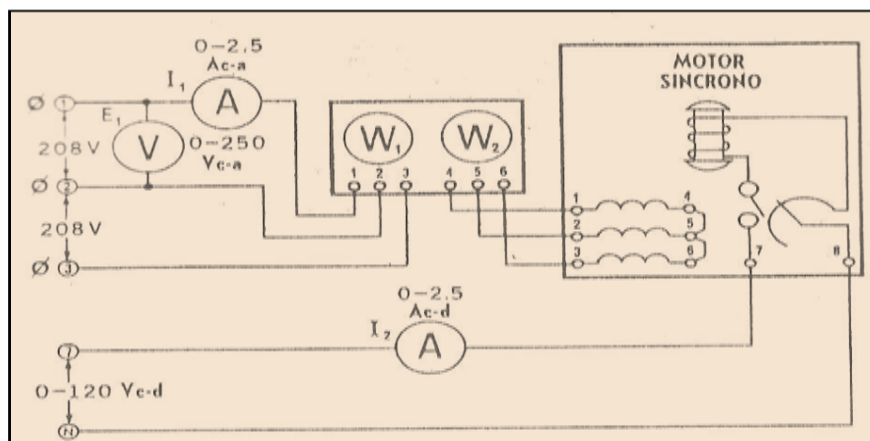 0-2.5
Ac-a
I₁
A
Ø 1
E₁
V
0-250
Vc-a
208V
Ø 2
208V
Ø 3
W₁
W₂
1 2 3 4 5 6
MOTOR
SINCRONO
1 4
2 5
3 6
7 8
0-2.5
Ac-d
I₂
A
7
0-120 Vc-d
N